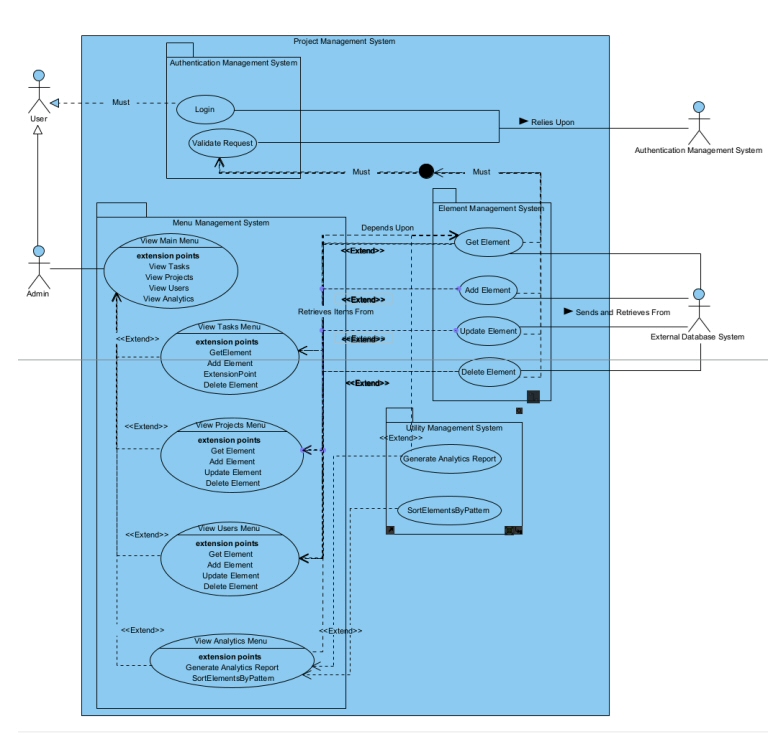 Project Management System
Authentication Management System
Login
Must
User
Validate Request
Relies Upon
Authentication Management System
Must
Must
Element Management System
Menu Management System
View Main Menu
extension points
View Tasks
View Projects
View Users
View Analytics
Admin
Depends Upon
<<Extend>>
Get Element
Add Element
<<Extend>>
Retrieves Items From
Sends and Retrieves From
External Database System
Update Element
<<Extend>>
<<Extend>>
View Tasks Menu
extension points
GetElement
Add Element
ExtensionPoint
Delete Element
Delete Element
<<Extend>>
Utility Management System
<<Extend>>
Generate Analytics Report
SortElementsByPattern
<<Extend>>
View Projects Menu
extension points
Get Element
Add Element
Update Element
Delete Element
<<Extend>>
View Users Menu
extension points
Get Element
Add Element
Update Element
Delete Element
<<Extend>>
<<Extend>>
View Analytics Menu
extension points
Generate Analytics Report
SortElementsByPattern